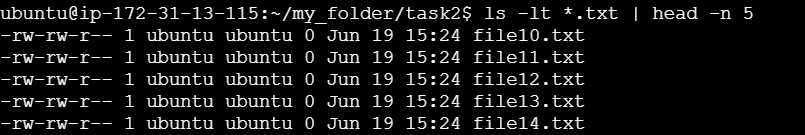 ubuntu@ip-172-31-13-115:~/my_folder/task2$ ls -lt *.txt | head -n 5
-rw-rw-r-- 1 ubuntu ubuntu 0 Jun 19 15:24 file10.txt
-rw-rw-r-- 1 ubuntu ubuntu 0 Jun 19 15:24 file11.txt
-rw-rw-r-- 1 ubuntu ubuntu 0 Jun 19 15:24 file12.txt
-rw-rw-r-- 1 ubuntu ubuntu 0 Jun 19 15:24 file13.txt
-rw-rw-r-- 1 ubuntu ubuntu 0 Jun 19 15:24 file14.txt